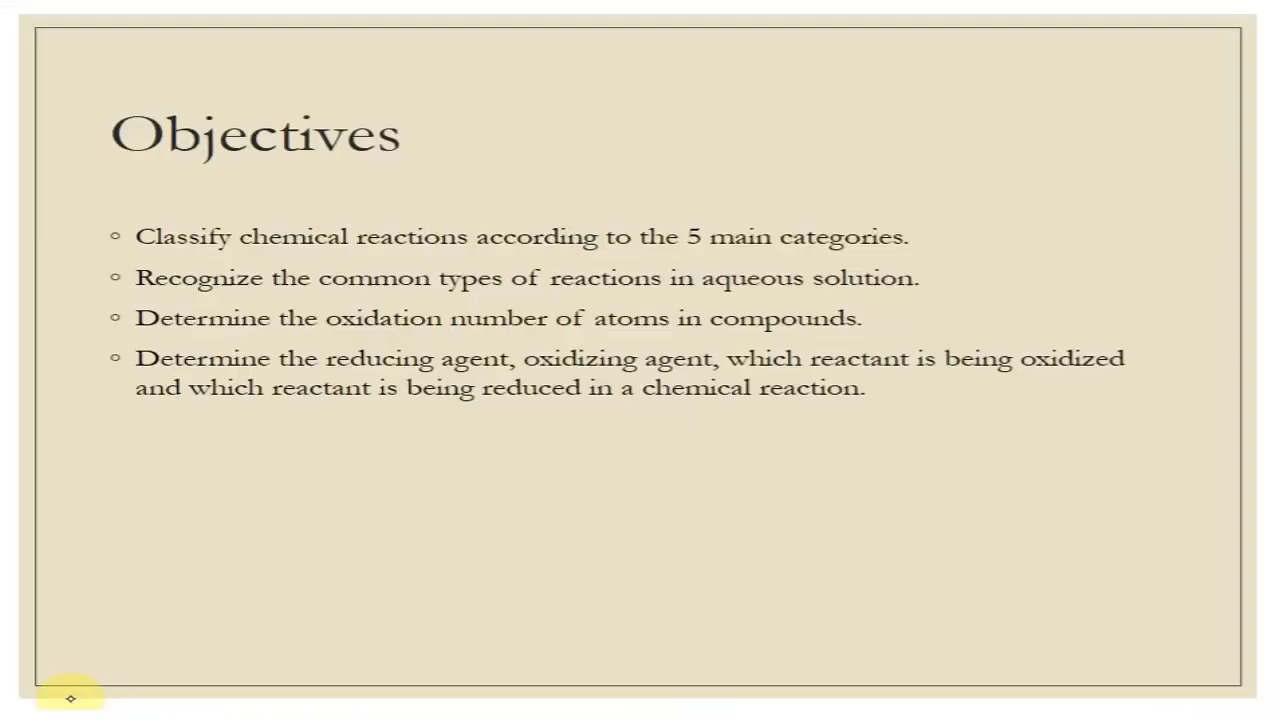 Objectives
◦ Classify chemical reactions according to the 5 main categories.
◦ Recognize the common types of reactions in aqueous solution.
◦ Determine the oxidation number of atoms in compounds.
◦ Determine the reducing agent, oxidizing agent, which reactant is being oxidized
and which reactant is being reduced in a chemical reaction.